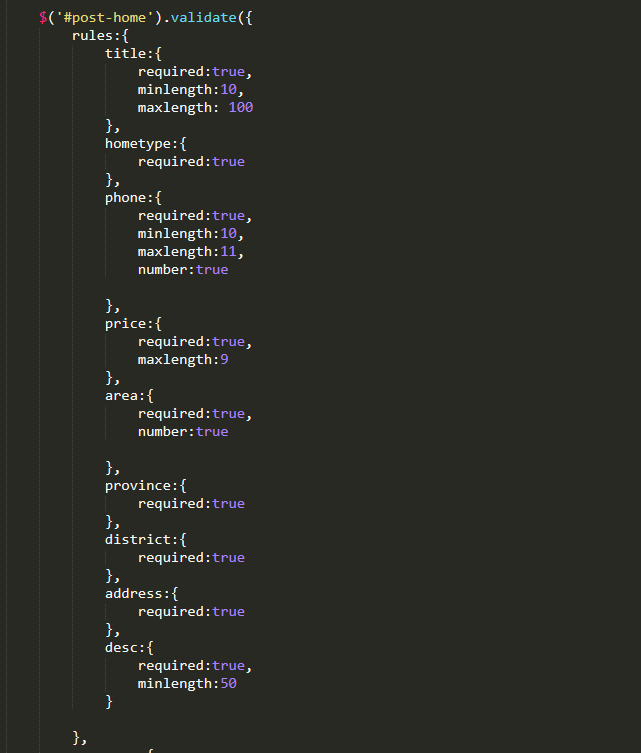 $('#post-home').validate({
rules:{
title:{
required:true,
minlength:10,
maxlength: 100
},
hometype:{
required:true
},
phone:{
required:true,
minlength:10,
maxlength:11,
number:true
},
price:{
required:true,
maxlength:9
},
area:{
required:true,
number:true
},
province:{
required:true
},
district:{
required:true
},
address:{
required:true
},
desc:{
required:true,
minlength:50
}
},